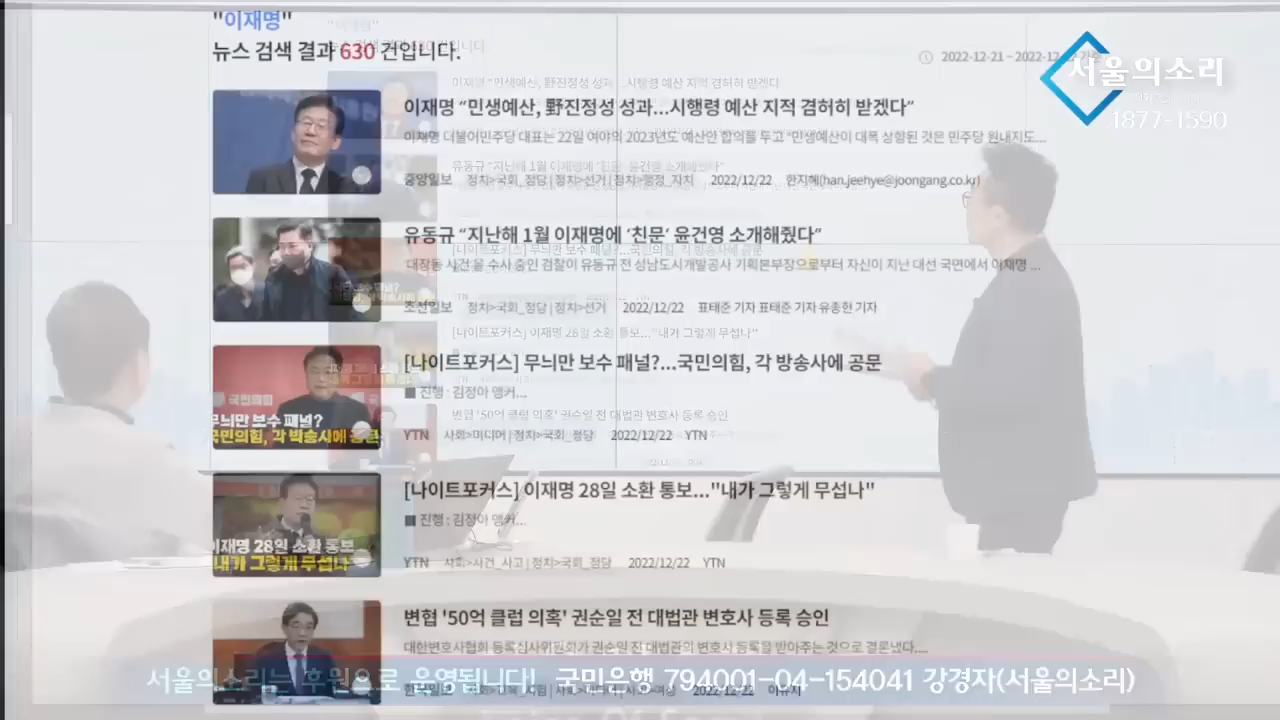 "이재명"
뉴스 검색 결과 630 건입니다.
2022-12-21 ~ 2022-12
서울의소리
1877-1590
이재명 “민생예산, 野진정성 성과...시행령 예산 지적 겸허히 받겠다”
이재명 더불어민주당 대표는 22일 여야의 2023년도 예산안 합의를 두고 “민생예산이 대폭 상향된 것은 민주당 원내지도....
중앙일보 정치>국회_정당|정치>선거|정치>행정_자치 2022/12/22 한지혜(han.jeehye@joongang.co.kr)
유동규 “지난해 1월 이재명에 ‘친문’ 윤건영 소개해줬다”
'대장동 사건'을 수사 중인 검찰이 유동규 전 성남도시개발공사 기획본부장으로부터 자신이 지난 대선 국면에서 이재명 ...
조선일보 정치>국회_정당|정치>선거 2022/12/22 표태준 기자 표태준 기자 유종헌 기자
[나이트포커스] 무늬만 보수 패널?...국민의힘, 각 방송사에 공문
■ 진행 : 김정아 앵커...
국민의힘
무늬만 보수 패널?
국민의힘, 각 방송사에 공문
YTN 사회>미디어|정치>국회_정당 2022/12/22 YTN
[나이트포커스] 이재명 28일 소환 통보..."내가 그렇게 무섭나"
■ 진행 : 김정아 앵커...
이재명 28일 소환 통보
내가 그렇게 무섭나
YTN 사회>사건_사고|정치>국회_정당 2022/12/22 YTN
변협 '50억 클럽 의혹' 권순일 전 대법관 변호사 등록 승인
대한변호사협회 등록심사위원회가 권순일 전 대법관의 변호사 등록을 받아주는 것으로 결론냈다....
한국일보 2022/12/22 이유지
서울의소리는 후원으로 운영됩니다! 국민은행 794001-04-154041 강경자(서울의소리)